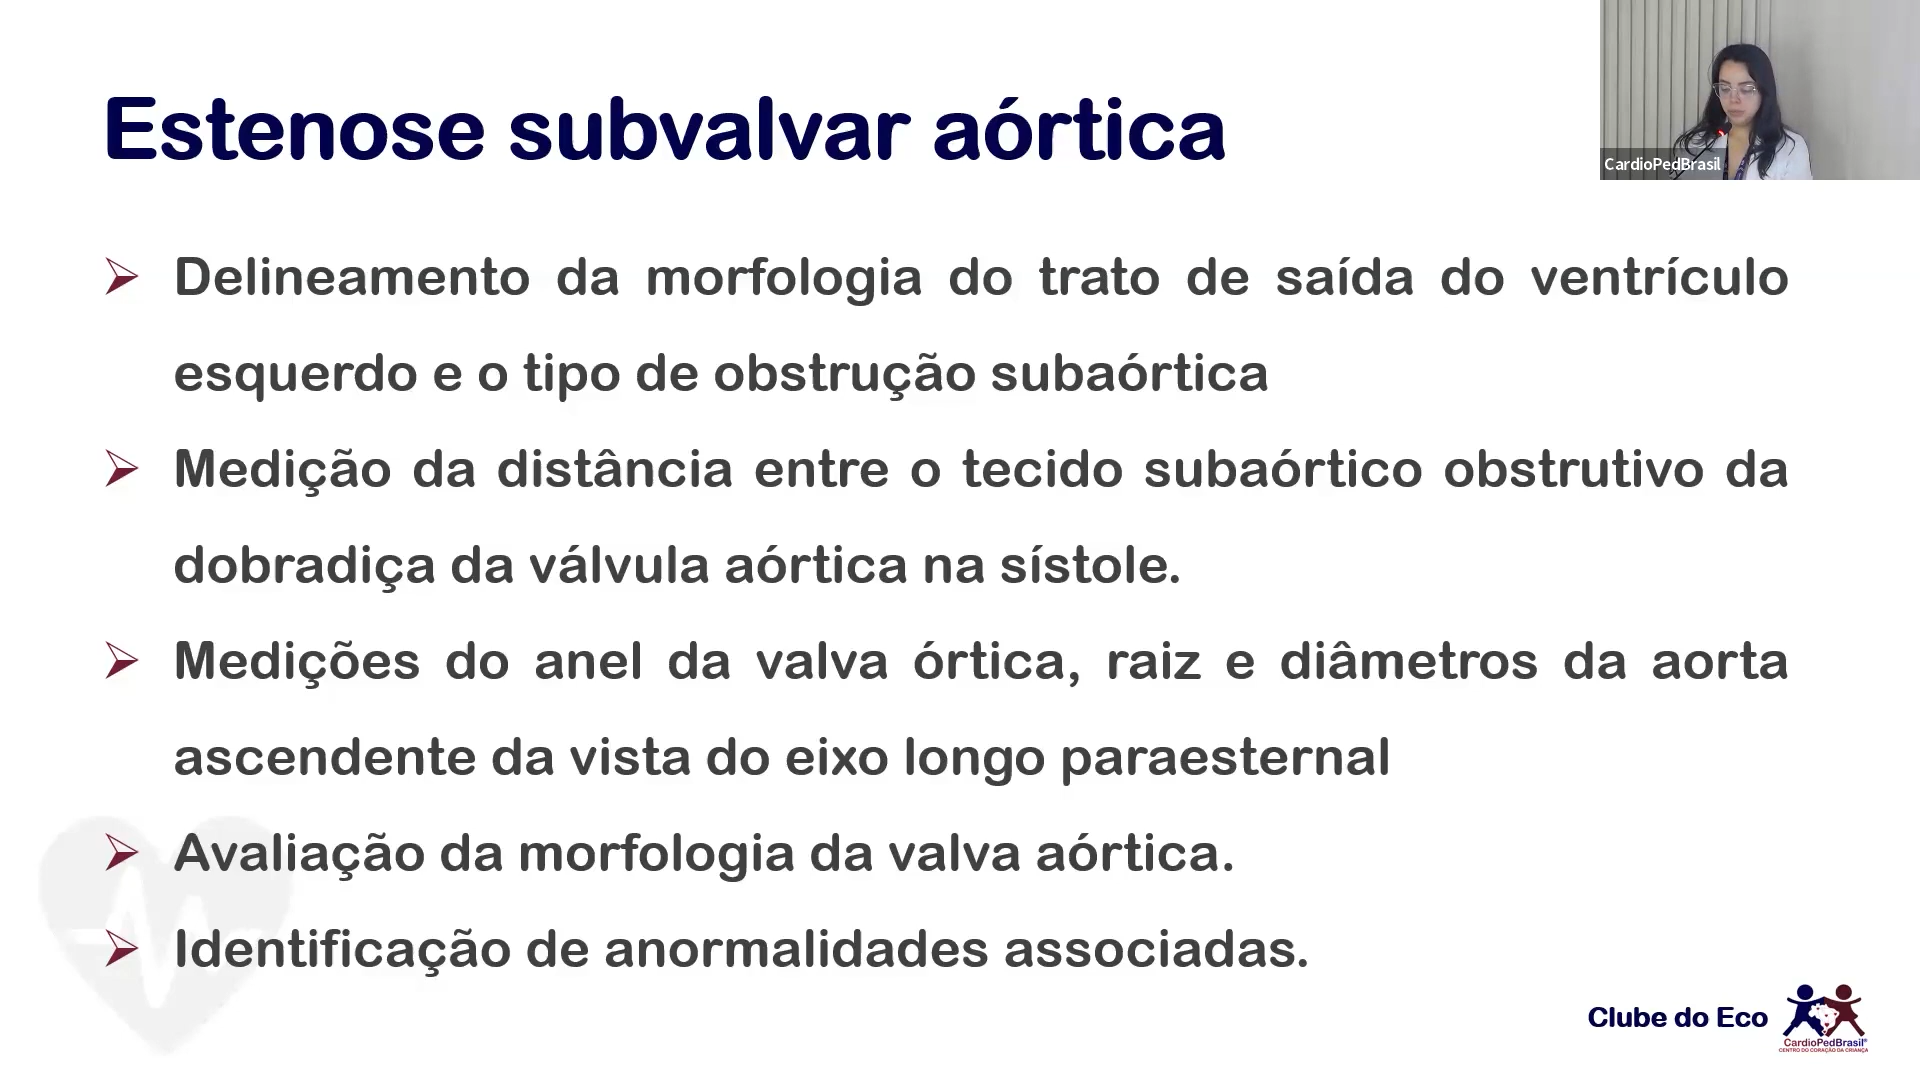 Estenose subvalvar aórtica
CardioPedBrasil
Delineamento da morfologia do trato de saída do ventrículo
esquerdo e o tipo de obstrução subaórtica
Medição da distância entre o tecido subaórtico obstrutivo da
dobradiça da válvula aórtica na sístole.
Medições do anel da valva órtica, raiz e diâmetros da aorta
ascendente da vista do eixo longo paraesternal
Avaliação da morfologia da valva aórtica.
Identificação de anormalidades associadas.
Clube do Eco
CardioPedBrasil®
CENTRO DO CORAÇÃO DA CRIANÇA